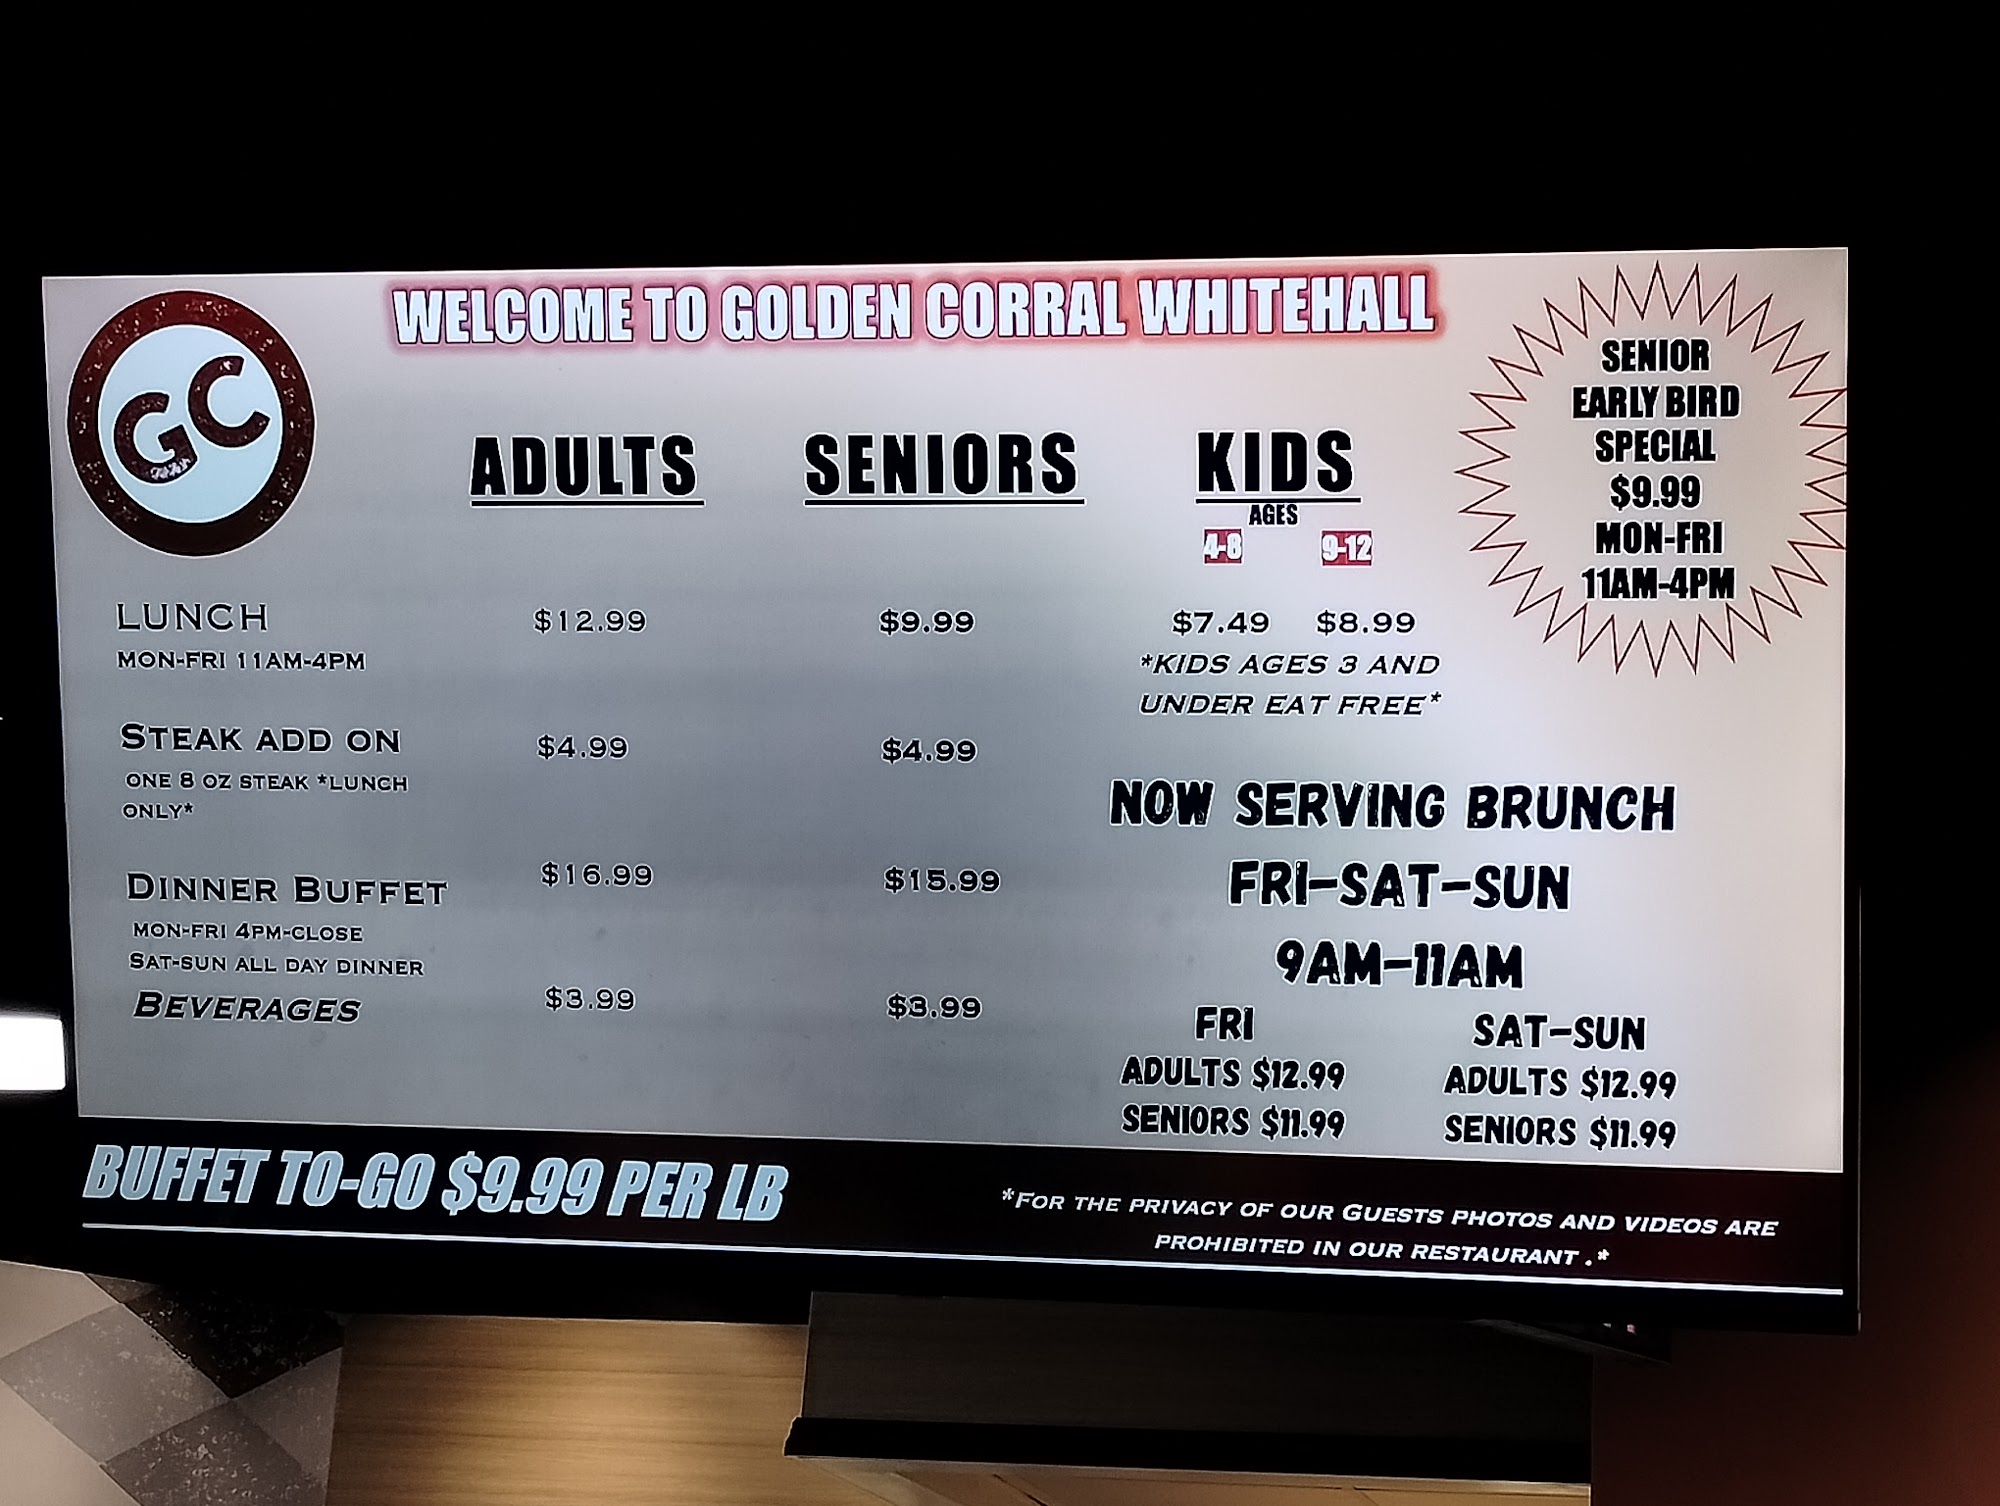 WELCOME TO GOLDEN CORRAL WHITEHALL
GC
SENIOR
EARLY BIRD
SPECIAL
$9.99
MON-FRI
11AM-4PM
ADULTS SENIORS KIDS
AGES
4-8 9-12
LUNCH $12.99 $9.99 $7.49 $8.99
MON-FRI 11AM-4PM
*KIDS AGES 3 AND
UNDER EAT FREE*
STEAK ADD ON $4.99 $4.99
ONE 8 OZ STEAK *LUNCH
ONLY*
DINNER BUFFET $16.99 $15.99
MON-FRI 4PM-CLOSE
SAT-SUN ALL DAY DINNER
BEVERAGES $3.99 $3.99
NOW SERVING BRUNCH
FRI-SAT-SUN
9AM-11AM
FRI
ADULTS $12.99
SENIORS $11.99
SAT-SUN
ADULTS $12.99
SENIORS $11.99
BUFFET TO-GO $9.99 PER LB
*FOR THE PRIVACY OF OUR GUESTS PHOTOS AND VIDEOS ARE
PROHIBITED IN OUR RESTAURANT .*